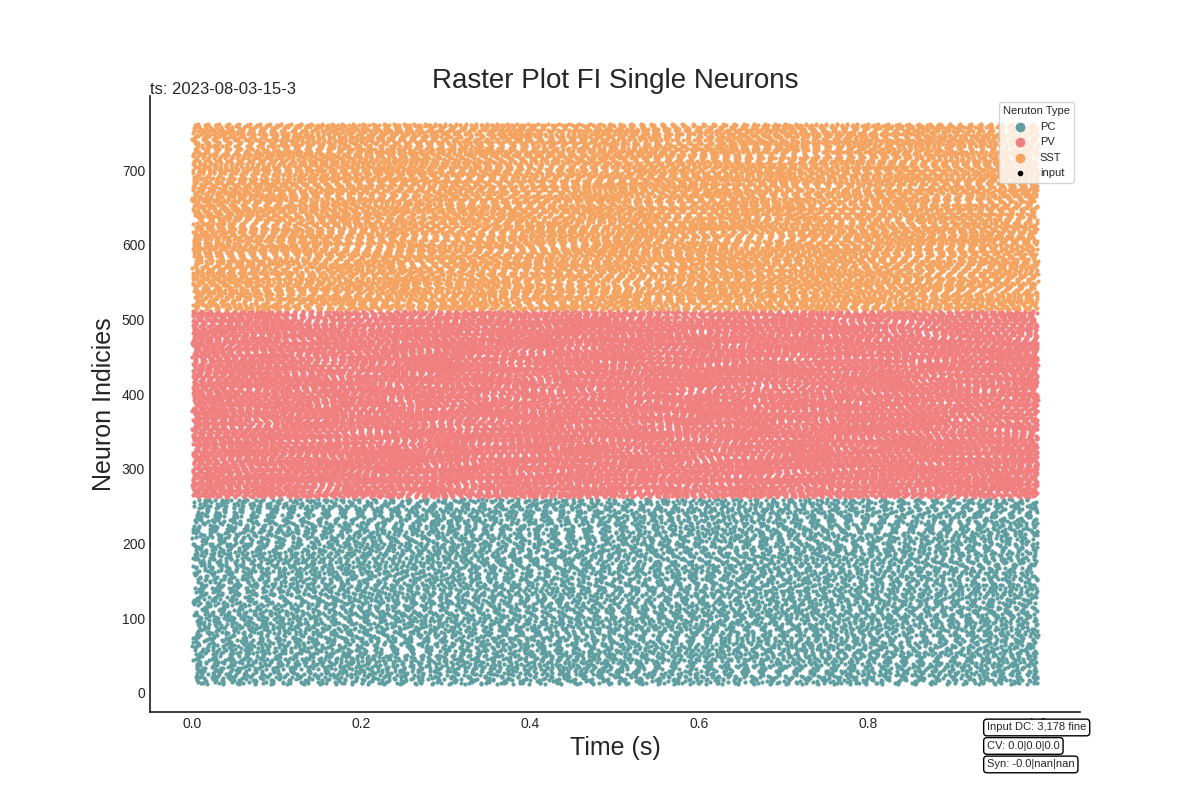 Raster Plot FI Single Neurons
ts: 2023-08-03-15-3
Neruton Type
PC
PV
SST
input
Neuron Indicies
700
600
500
400
300
200
100
0
0.0
0.2
0.4
0.6
0.8
Time (s)
Input DC: 3,178 fine
CV: 0.0|0.0|0.0
Syn: -0.0|nan|nan